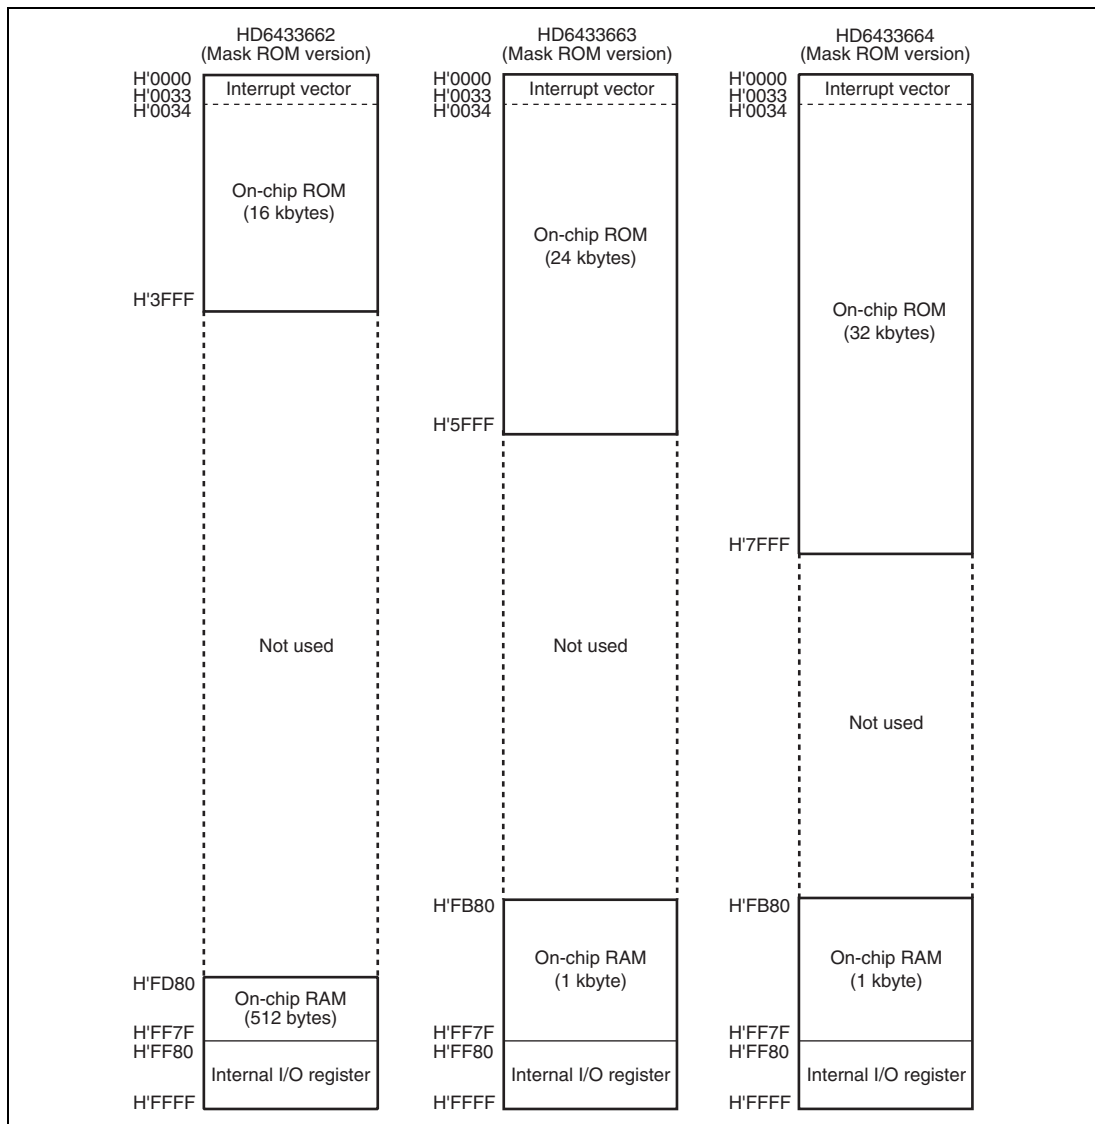 HD6433662
(Mask ROM version)
H'0000
H'0033
H'0034
Interrupt vector
On-chip ROM
(16 kbytes)
H'3FFF
Not used
H'FD80
On-chip RAM
(512 bytes)
H'FF7F
H'FF80
Internal I/O register
H'FFFF
HD6433663
(Mask ROM version)
H'0000
H'0033
H'0034
Interrupt vector
On-chip ROM
(24 kbytes)
H'5FFF
Not used
H'FB80
On-chip RAM
(1 kbyte)
H'FF7F
H'FF80
Internal I/O register
H'FFFF
HD6433664
(Mask ROM version)
H'0000
H'0033
H'0034
Interrupt vector
On-chip ROM
(32 kbytes)
H'7FFF
Not used
H'FB80
On-chip RAM
(1 kbyte)
H'FF7F
H'FF80
Internal I/O register
H'FFFF